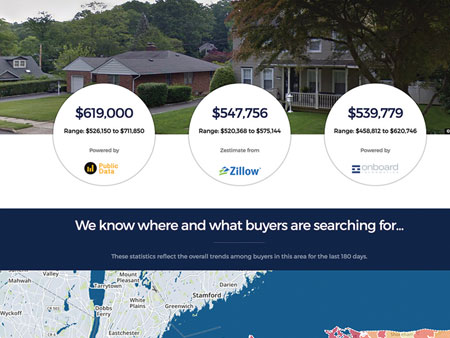 $619,000
Range: $526,150 to $711,850
Powered by
Public
Data
$547,756
Range: $520,368 to $575,144
Zestimate from
Zillow
$539,779
Range: $458,812 to $620,746
Powered by
onboard
We know where and what buyers are searching for...
These statistics reflect the overall trends among buyers in this area for the last 180 days.
Valley
Mahwah
Wyckoff
Mount
Pleasant
Tarrytown
Dobbs
Ferry
White
Plains
Eastchester
Stamford
Greenwich